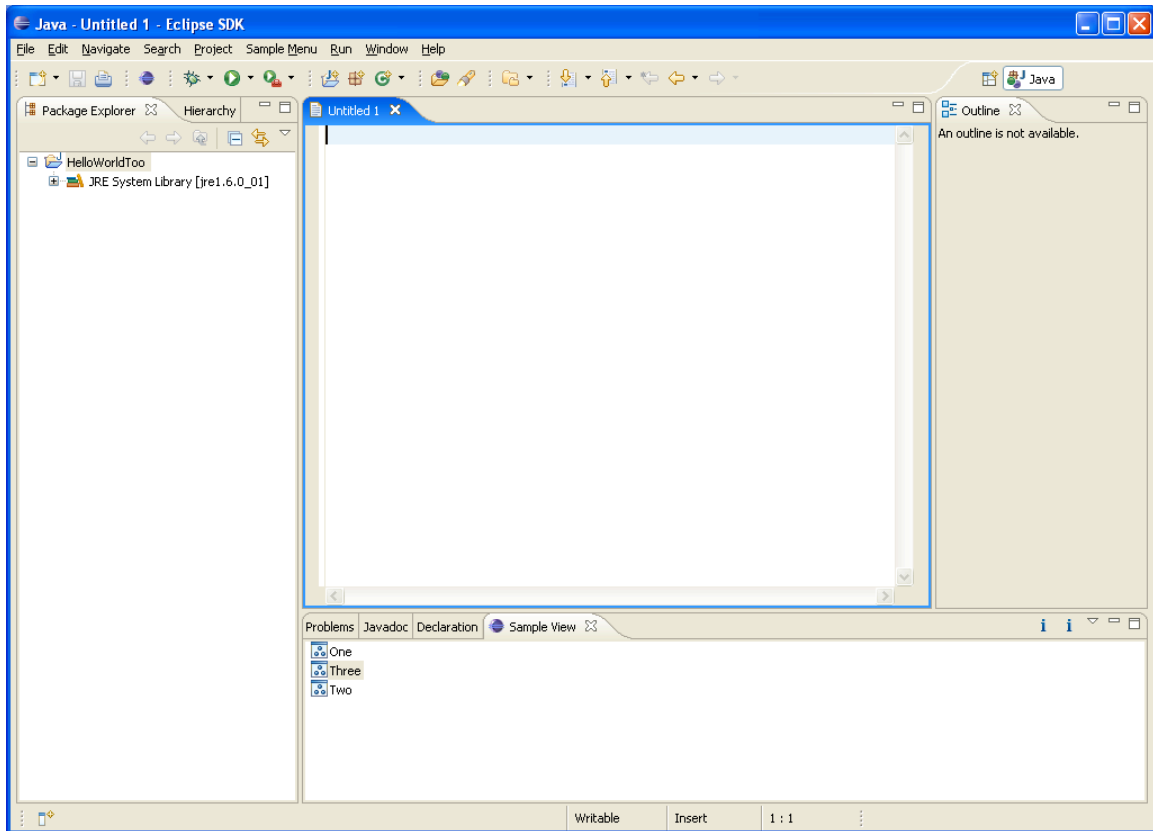 Java - Untitled 1 - Eclipse SDK
File Edit Navigate Search Project Sample Menu Run Window Help
Java
Package Explorer Hierarchy
Untitled 1
Outline
An outline is not available.
HelloWorldToo
JRE System Library [jre1.6.0_01]
Problems Javadoc Declaration Sample View
One
Three
Two
Writable Insert 1 : 1